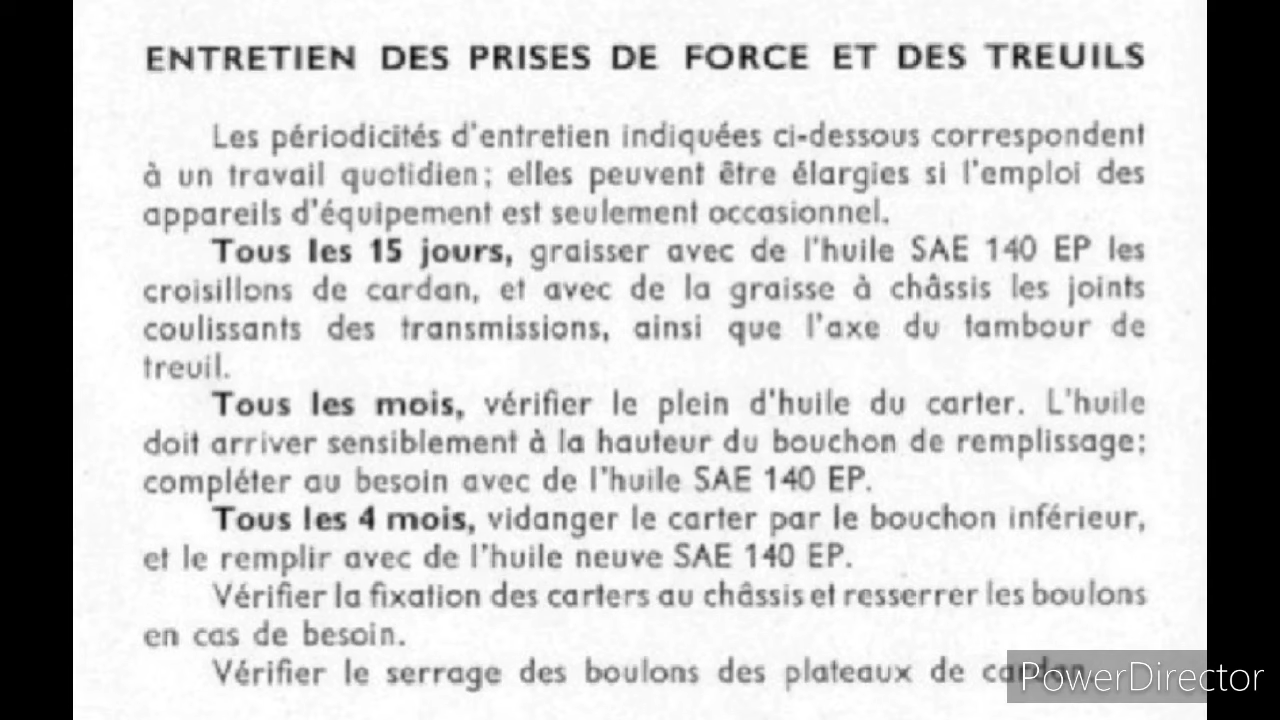 ENTRETIEN DES PRISES DE FORCE ET DES TREUILS
Les périodicités d'entretien indiquées ci-dessous correspondent
à un travail quotidien; elles peuvent être élargies si l'emploi des
appareils d'équipement est seulement occasionnel.
Tous les 15 jours, graisser avec de l'huile SAE 140 EP les
croisillons de cardan, et avec de la graisse à châssis les joints
coulissants des transmissions, ainsi que l'axe du tambour de
treuil.
Tous les mois, vérifier le plein d'huile du carter. L'huile
doit arriver sensiblement à la hauteur du bouchon de remplissage;
compléter au besoin avec de l'huile SAE 140 EP.
Tous les 4 mois, vidanger le carter par le bouchon inférieur,
et le remplir avec de l'huile neuve SAE 140 EP.
Vérifier la fixation des carters au châssis et resserrer les boulons
en cas de besoin.
Vérifier le serrage des boulons des plateaux de cardan
PowerDirector